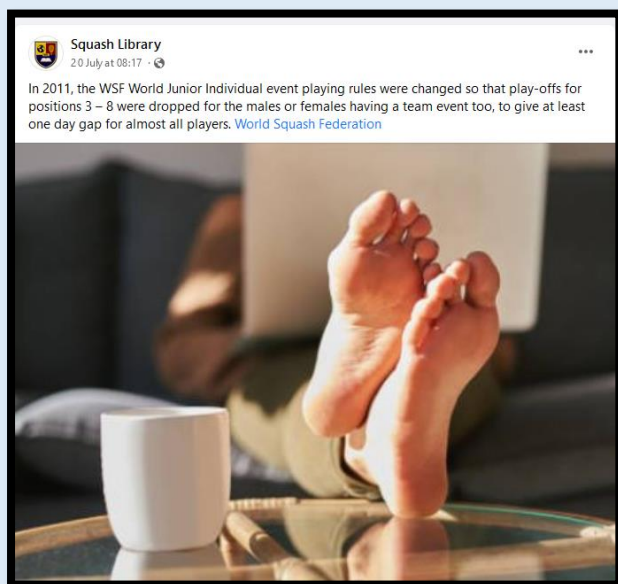 Squash Library
20 July at 08:17 ·
In 2011, the WSF World Junior Individual event playing rules were changed so that play-offs for
positions 3 – 8 were dropped for the males or females having a team event too, to give at least
one day gap for almost all players. World Squash Federation